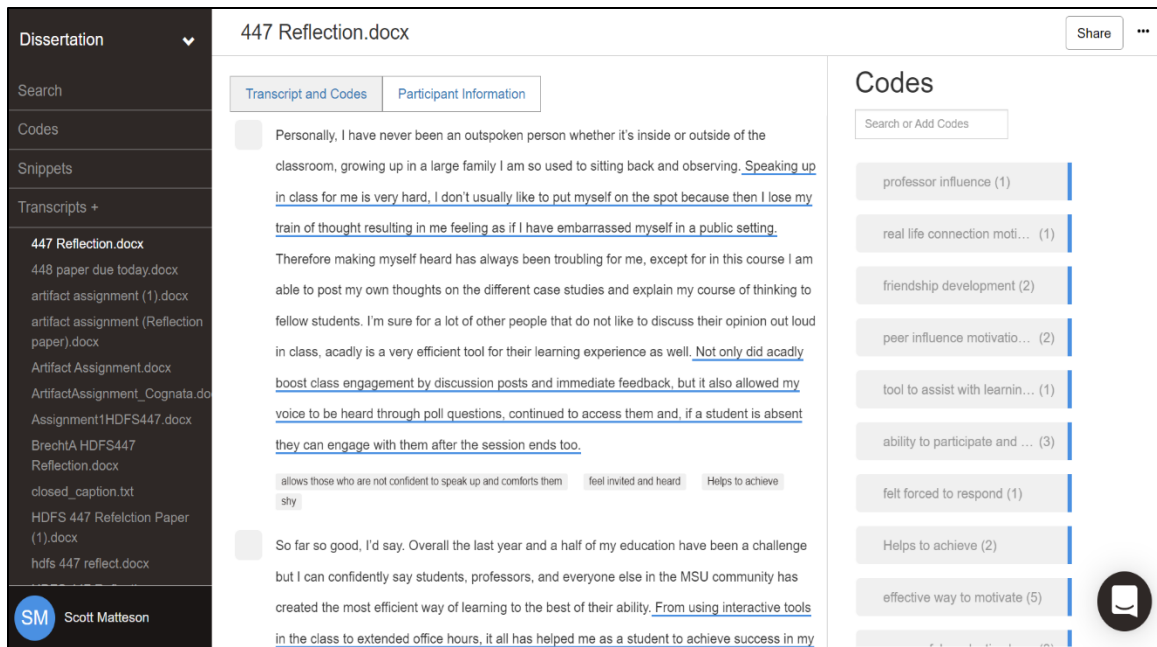 Dissertation
Search
Codes
Snippets
Transcripts +
447 Reflection.docx
448 paper due today.docx
artifact assignment (1).docx
artifact assignment (Reflection
paper).docx
Artifact Assignment.docx
ArtifactAssignment_Cognata.do
Assignment1HDFS447.docx
BrechtA HDFS447
Reflection.docx
closed_caption.txt
HDFS 447 Refelction Paper
(1).docx
hdfs 447 reflect.docx
SM
Scott Matteson
447 Reflection.docx
Share
Transcript and Codes
Participant Information
Personally, I have never been an outspoken person whether it's inside or outside of the
classroom, growing up in a large family I am so used to sitting back and observing. Speaking up
in class for me is very hard, I don't usually like to put myself on the spot because then I lose my
train of thought resulting in me feeling as if I have embarrassed myself in a public setting.
Therefore making myself heard has always been troubling for me, except for in this course I am
able to post my own thoughts on the different case studies and explain my course of thinking to
fellow students. I'm sure for a lot of other people that do not like to discuss their opinion out loud
in class, acadly is a very efficient tool for their learning experience as well. Not only did acadly
boost class engagement by discussion posts and immediate feedback, but it also allowed my
voice to be heard through poll questions, continued to access them and, if a student is absent
they can engage with them after the session ends too.
allows those who are not confident to speak up and comforts them feel invited and heard Helps to achieve
shy
So far so good, I'd say. Overall the last year and a half of my education have been a challenge
but I can confidently say students, professors, and everyone else in the MSU community has
created the most efficient way of learning to the best of their ability. From using interactive tools
in the class to extended office hours, it all has helped me as a student to achieve success in my
Codes
Search or Add Codes
professor influence (1)
real life connection moti... (1)
friendship development (2)
peer influence motivatio... (2)
tool to assist with learnin... (1)
ability to participate and ... (3)
felt forced to respond (1)
Helps to achieve (2)
effective way to motivate (5)